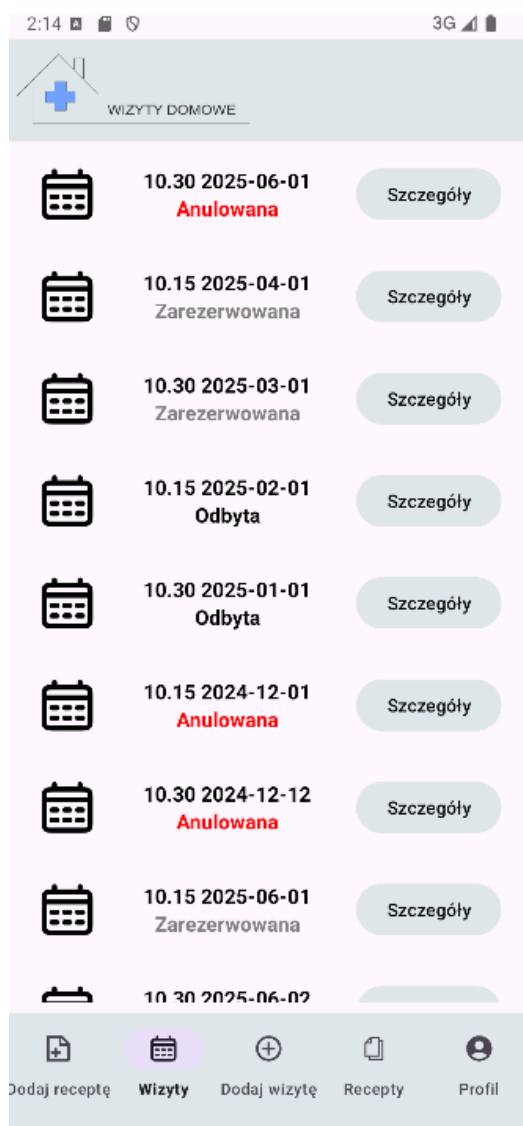 2:14
3G
WIZYTY DOMOWE
10.30 2025-06-01
Anulowana
Szczegóły
10.15 2025-04-01
Zarezerwowana
Szczegóły
10.30 2025-03-01
Zarezerwowana
Szczegóły
10.15 2025-02-01
Odbyta
Szczegóły
10.30 2025-01-01
Odbyta
Szczegóły
10.15 2024-12-01
Anulowana
Szczegóły
10.30 2024-12-12
Anulowana
Szczegóły
10.15 2025-06-01
Zarezerwowana
Szczegóły
10.30 2025-06-02
Dodaj receptę
Wizyty
Dodaj wizytę
Recepty
Profil